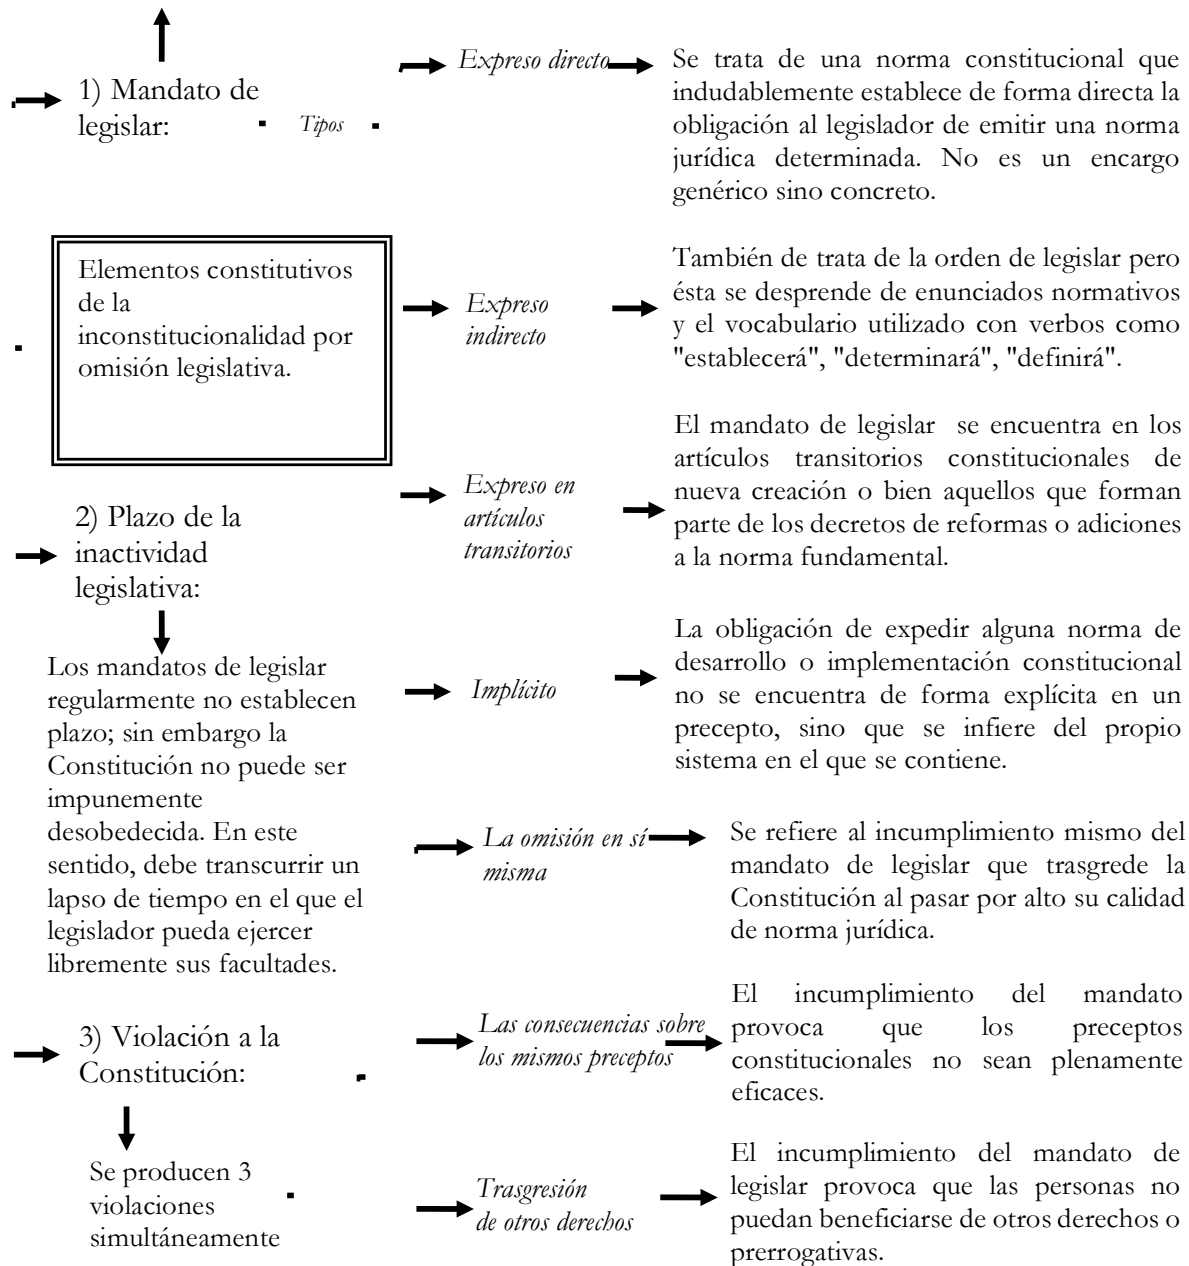 1) Mandato de
legislar:
Tipos
Expreso directo
Se trata de una norma constitucional que
indudablemente establece de forma directa la
obligación al legislador de emitir una norma
jurídica determinada. No es un encargo
genérico sino concreto.
Elementos constitutivos
de la
inconstitucionalidad por
omisión legislativa.
Expreso
indirecto
También de trata de la orden de legislar pero
ésta se desprende de enunciados normativos
y el vocabulario utilizado con verbos como
"establecerá", "determinará", "definirá".
Expreso en
artículos
transitorios
El mandato de legislar se encuentra en los
artículos transitorios constitucionales de
nueva creación o bien aquellos que forman
parte de los decretos de reformas o adiciones
a la norma fundamental.
2) Plazo de la
inactividad
legislativa:
Los mandatos de legislar
regularmente no establecen
plazo; sin embargo la
Constitución no puede ser
impunemente
desobedecida. En este
sentido, debe transcurrir un
lapso de tiempo en el que el
legislador pueda ejercer
libremente sus facultades.
Implícito
La obligación de expedir alguna norma de
desarrollo o implementación constitucional
no se encuentra de forma explícita en un
precepto, sino que se infiere del propio
sistema en el que se contiene.
La omisión en sí
misma
Se refiere al incumplimiento mismo del
mandato de legislar que trasgrede la
Constitución al pasar por alto su calidad
de norma jurídica.
3) Violación a la
Constitución:
Se producen 3
violaciones
simultáneamente
Las consecuencias sobre
los mismos preceptos
El incumplimiento del mandato
provoca que los preceptos
constitucionales no sean plenamente
eficaces.
Trasgresión
de otros derechos
El incumplimiento del mandato de
legislar provoca que las personas no
puedan beneficiarse de otros derechos o
prerrogativas.